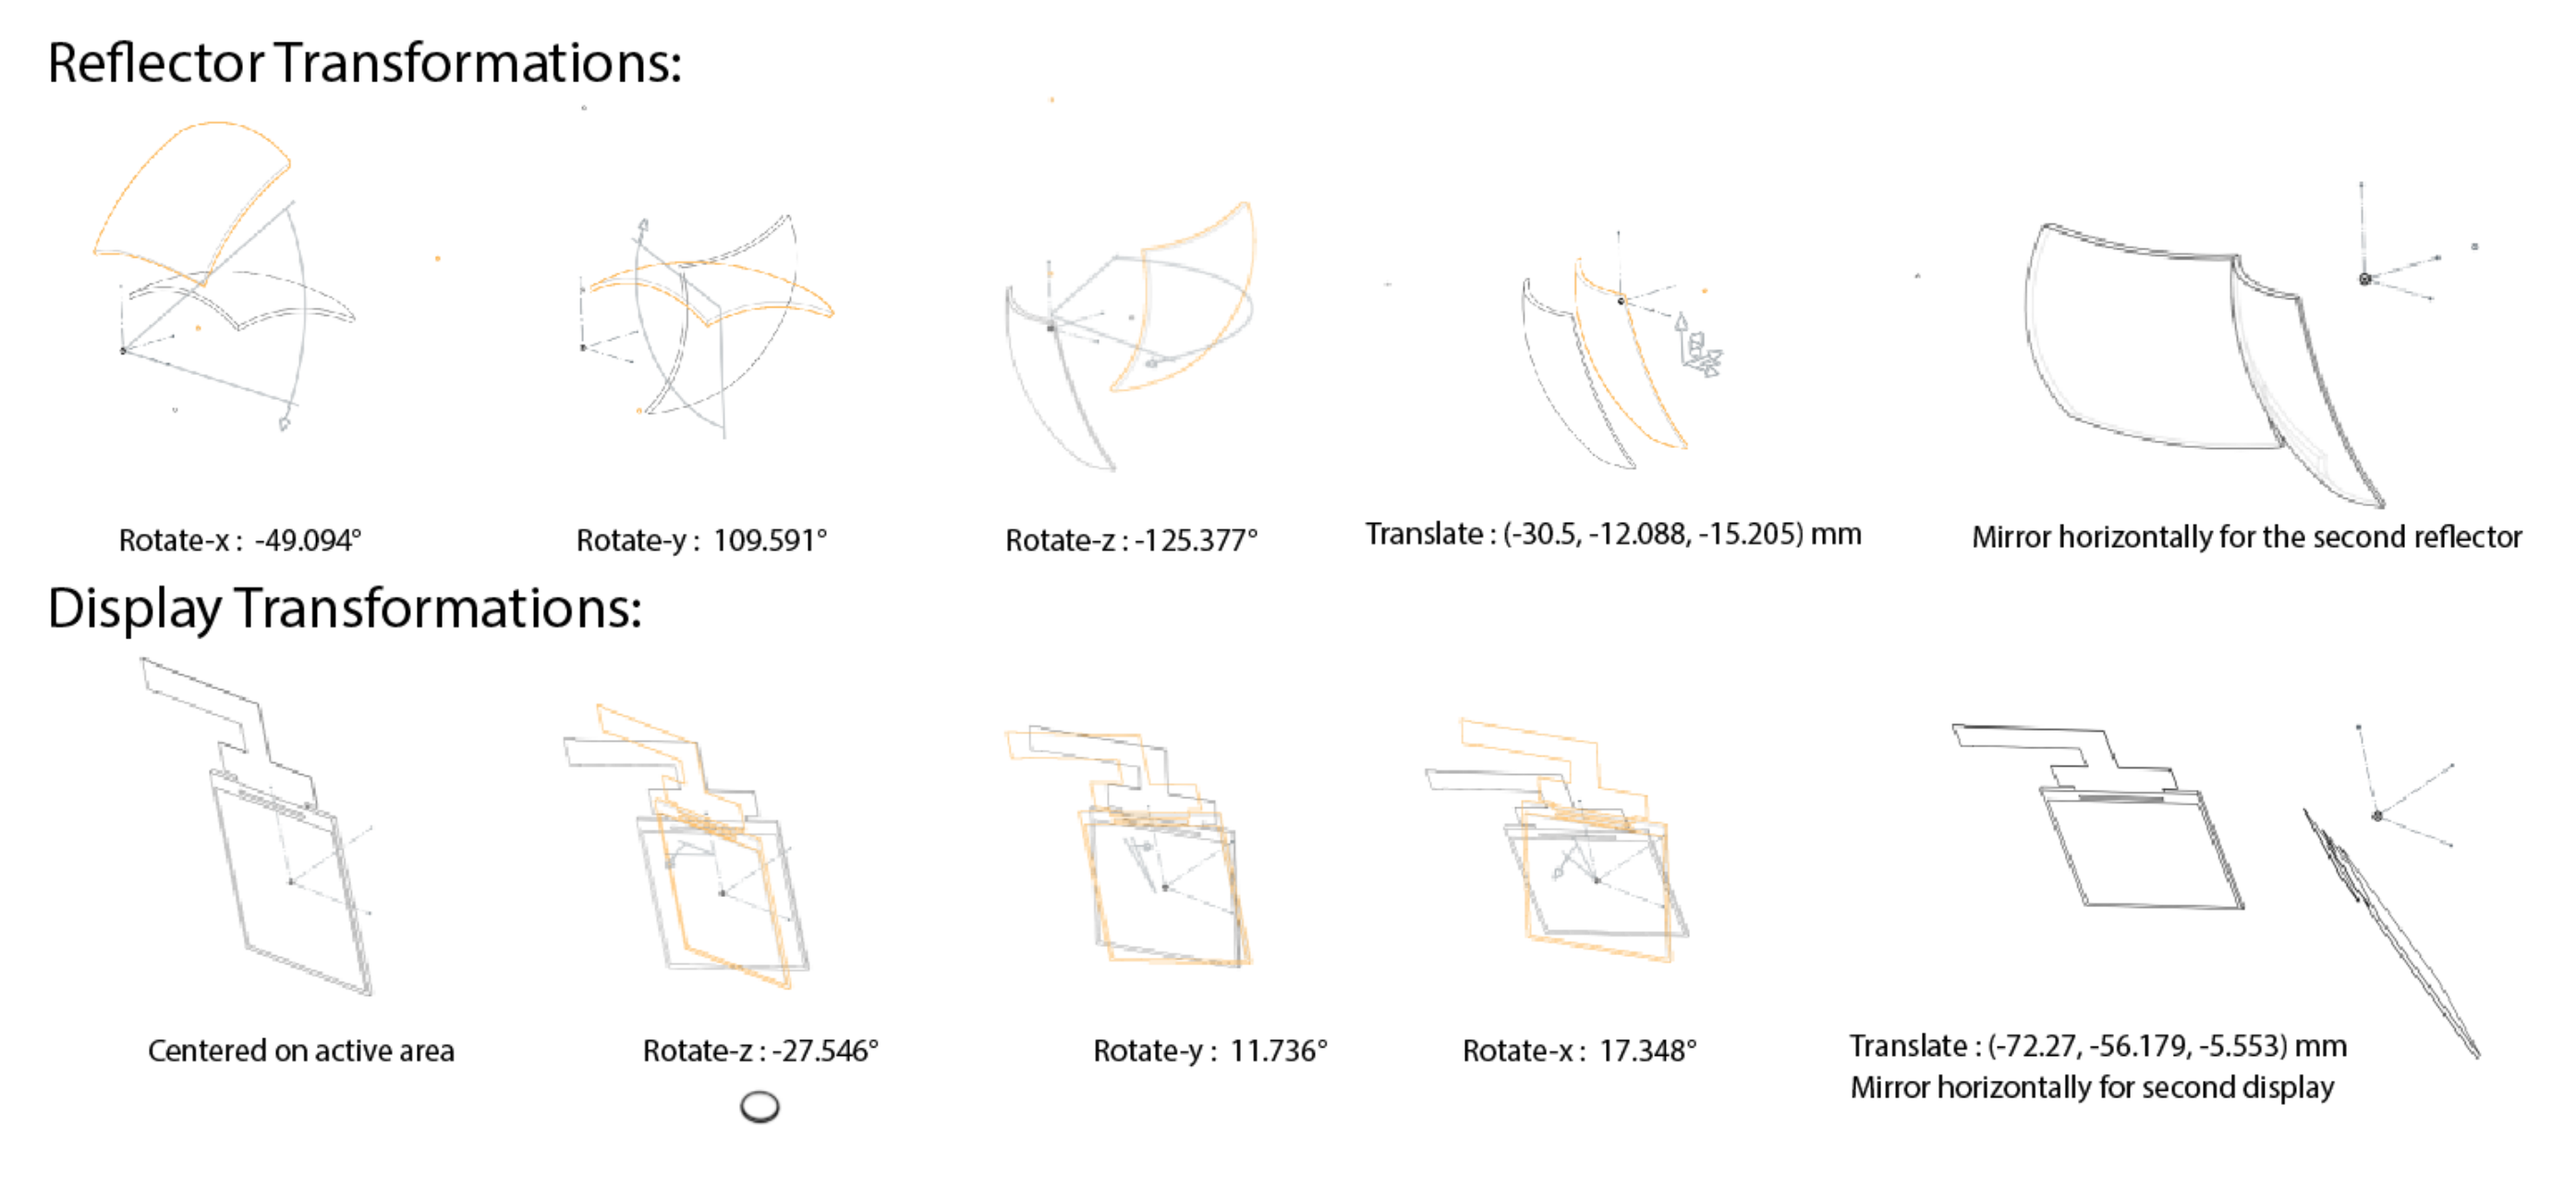 Reflector Transformations:
Rotate-x : -49.094°
Rotate-y : 109.591°
Rotate-z : -125.377°
Translate : (-30.5, -12.088, -15.205) mm
Mirror horizontally for the second reflector
Display Transformations:
Centered on active area
Rotate-z : -27.546°
Rotate-y : 11.736°
Rotate-x : 17.348°
Translate : (-72.27, -56.179, -5.553) mm
Mirror horizontally for second display